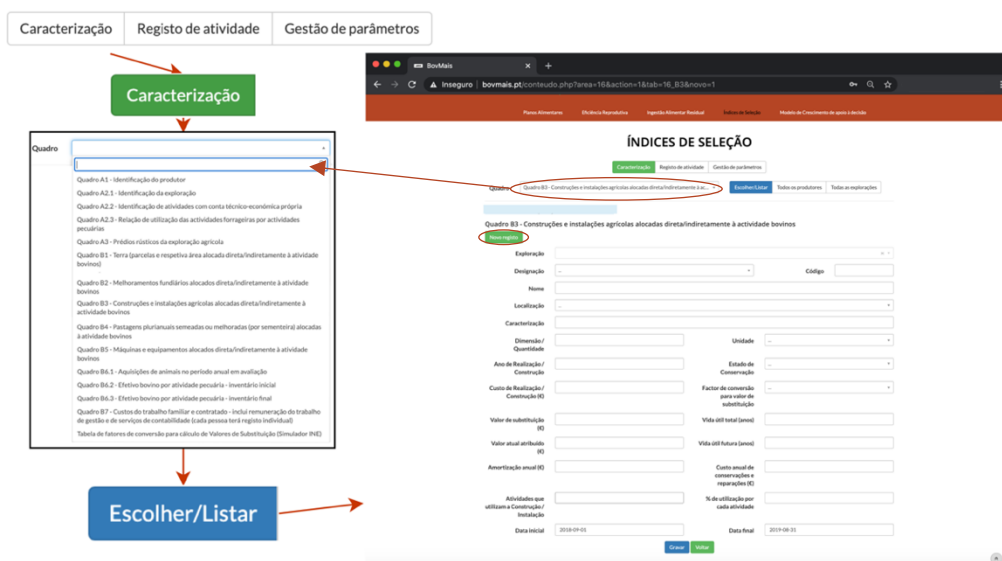 Caracterização Registo de atividade Gestão de parâmetros
Caracterização
Quadro
Quadro A1 - Identificação do produtor
Quadro A2.1 - Identificação da exploração
Quadro A2.2 - Identificação de atividades com conta técnico-económica própria
Quadro A2.3 - Relação de utilização das actividades forrageiras por actividades
pecuárias
Quadro A3 - Prédios rústicos da exploração agrícola
Quadro B1 - Terra (parcelas e respetiva área alocada direta/indiretamente à atividade
bovinos)
Quadro B2 - Melhoramentos fundiários alocados direta/indiretamente à atividade
bovinos
Quadro B3 - Construções e instalações agrícolas alocadas direta/indiretamente à
actividade bovinos
Quadro B4 - Pastagens plurianuais semeadas ou melhoradas (por sementeira) alocadas
à atividade bovinos
Quadro B5 - Máquinas e equipamentos alocados direta/indiretamente à atividade
bovinos
Quadro B6.1 - Aquisições de animais no período anual em avaliação
Quadro B6.2 - Efetivo bovino por atividade pecuária - inventário inicial
Quadro B6.3 - Efetivo bovino por atividade pecuária - inventário final
Quadro B7 - Custos do trabalho familiar e contratado - inclui remuneração do trabalho
de gestão e de serviços de contabilidade (cada pessoa terá registo individual)
Tabela de fatores de conversão para cálculo de Valores de Substituição (Simulador INE)
Escolher/Listar
BovMais
Inseguro | bovmais.pt/conteudo.php?area=16&action=1&tab=16_B3&novo=1
Planos Alimentares Eficiência Reprodutiva Ingestão Alimentar Residual Índices de Seleção Modelo de Crescimento de apoio à decisão
ÍNDICES DE SELEÇÃO
Caracterização Registo de atividade Gestão de parâmetros
Quadro Quadro B3 - Construções e instalações agrícolas alocadas direta/indiretamente à ac... Escolher/Listar Todos os produtores Todas as explorações
Quadro B3 - Construções e instalações agrícolas alocadas direta/indiretamente à actividade bovinos
Novo registo
Exploração
Designação -- Código
Nome
Localização --
Caracterização
Dimensão / Quantidade Unidade --
Ano de Realização / Construção Estado de Conservação --
Custo de Realização / Construção (€) Factor de conversão para valor de substituição --
Valor de substituição (€) Vida útil total (anos)
Valor atual atribuído (€) Vida útil futura (anos)
Amortização anual (€) Custo anual de conservações e reparações (€)
Atividades que utilizam a Construção / Instalação % de utilização por cada atividade
Data inicial 2018-09-01 Data final 2019-08-31
Gravar Voltar